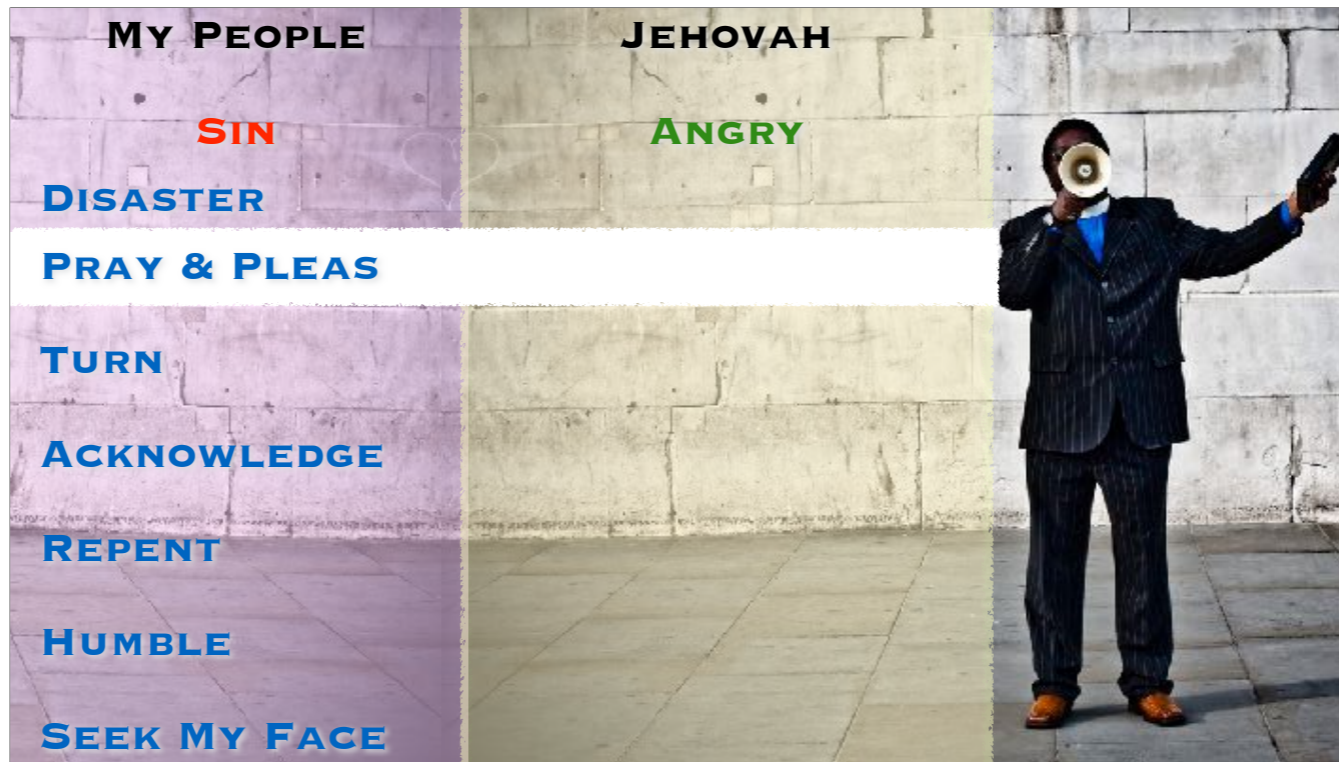 My People
Jehovah
Sin
Angry
Disaster
Pray & Pleas
Turn
Acknowledge
Repent
Humble
Seek My Face